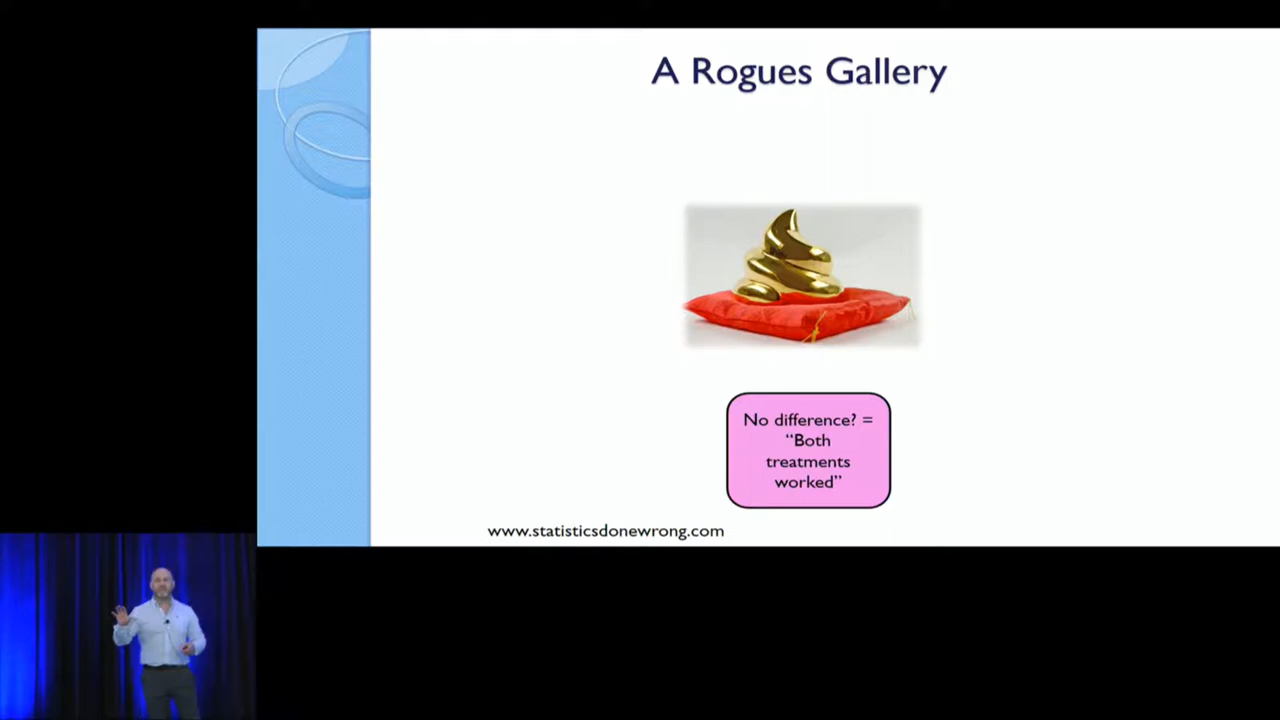 A Rogues Gallery
No difference? =
“Both
treatments
worked”
www.statisticsdonewrong.com